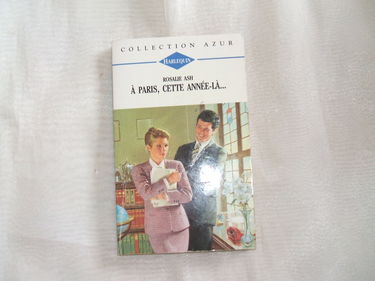 COLLECTION AZUR
HARLEQUIN
ROSALIE ASH
À PARIS, CETTE ANNÉE-LÀ...